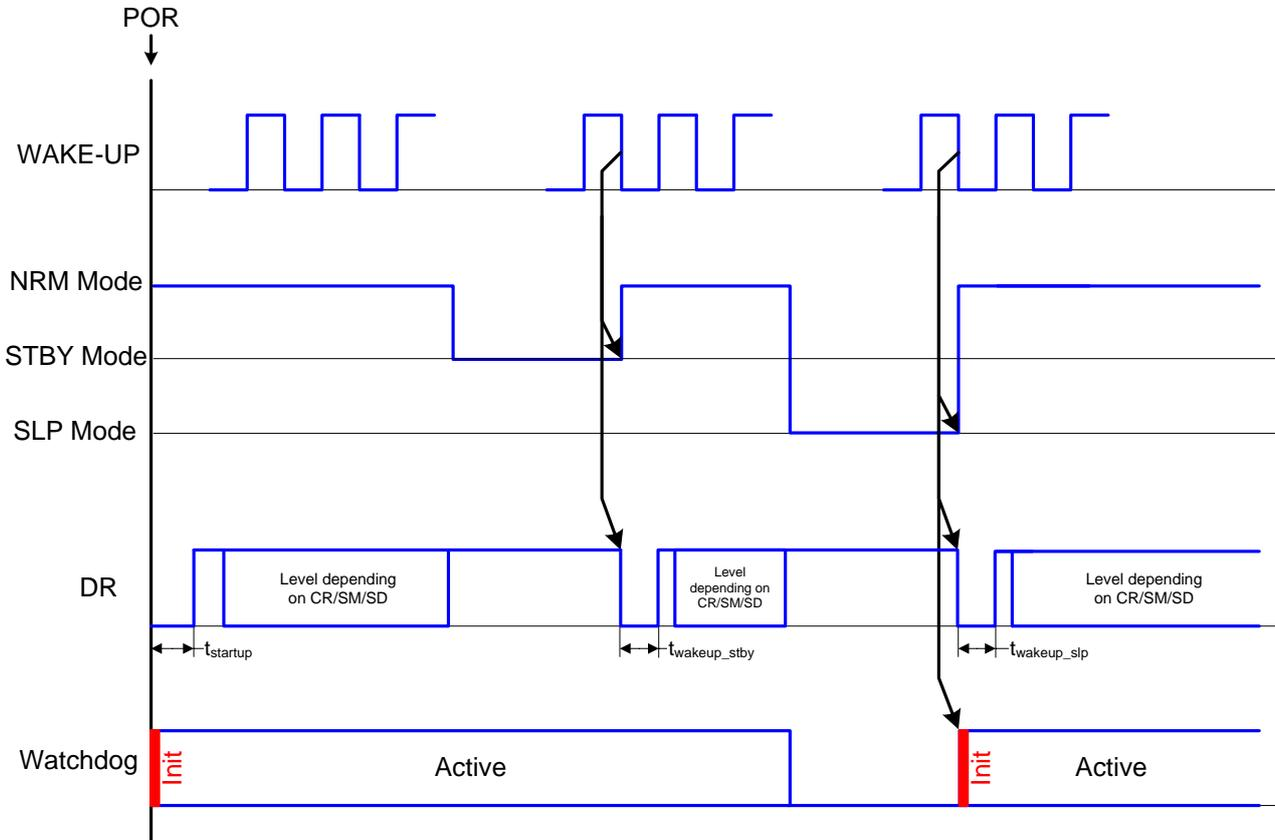 POR
WAKE-UP
NRM Mode
STBY Mode
SLP Mode
DR
Level depending
on CR/SM/SD
Level
depending on
CR/SM/SD
Level depending
on CR/SM/SD
tstartup
twakeup_stby
twakeup_slp
Watchdog
Init
Active
Init
Active